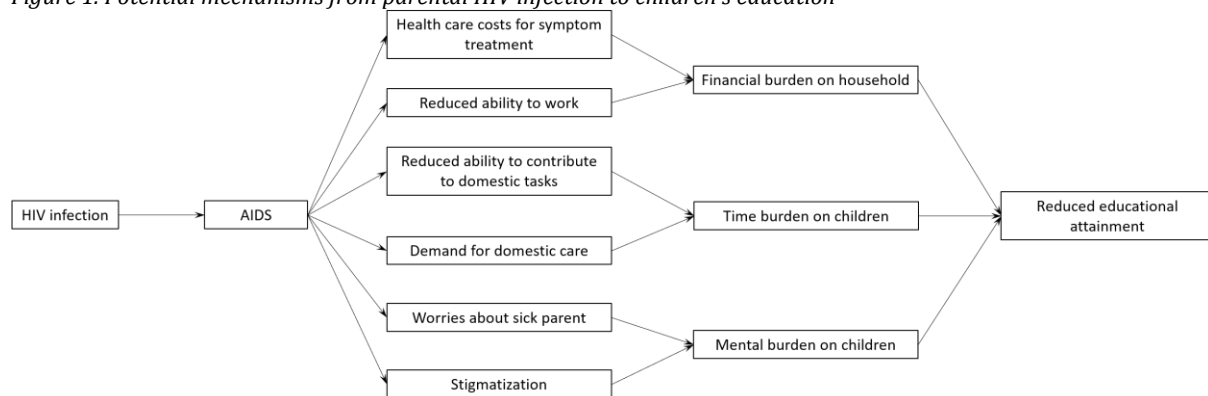 Figure 1: Potential mechanisms from parental HIV infection to children's education
Health care costs for symptom
treatment
Financial burden on household
Reduced ability to work
Reduced ability to contribute
to domestic tasks
HIV infection
AIDS
Time burden on children
Reduced educational
attainment
Demand for domestic care
Worries about sick parent
Mental burden on children
Stigmatization